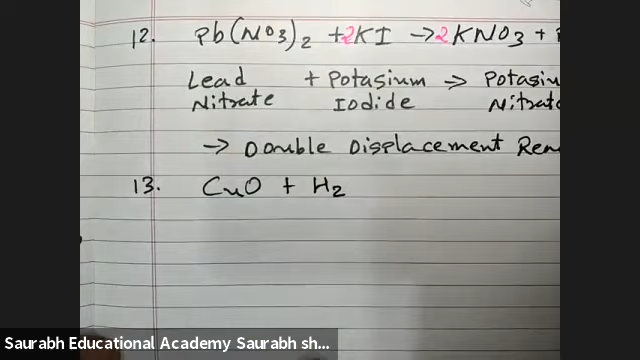 12. Pb(NO3)2 + 2KI → 2KNO3 +
Lead + Potasium → Potasiu
Nitrate Iodide Nitrat
→ Double Displacement Rea
13. CuO + H2
Saurabh Educational Academy Saurabh sh...